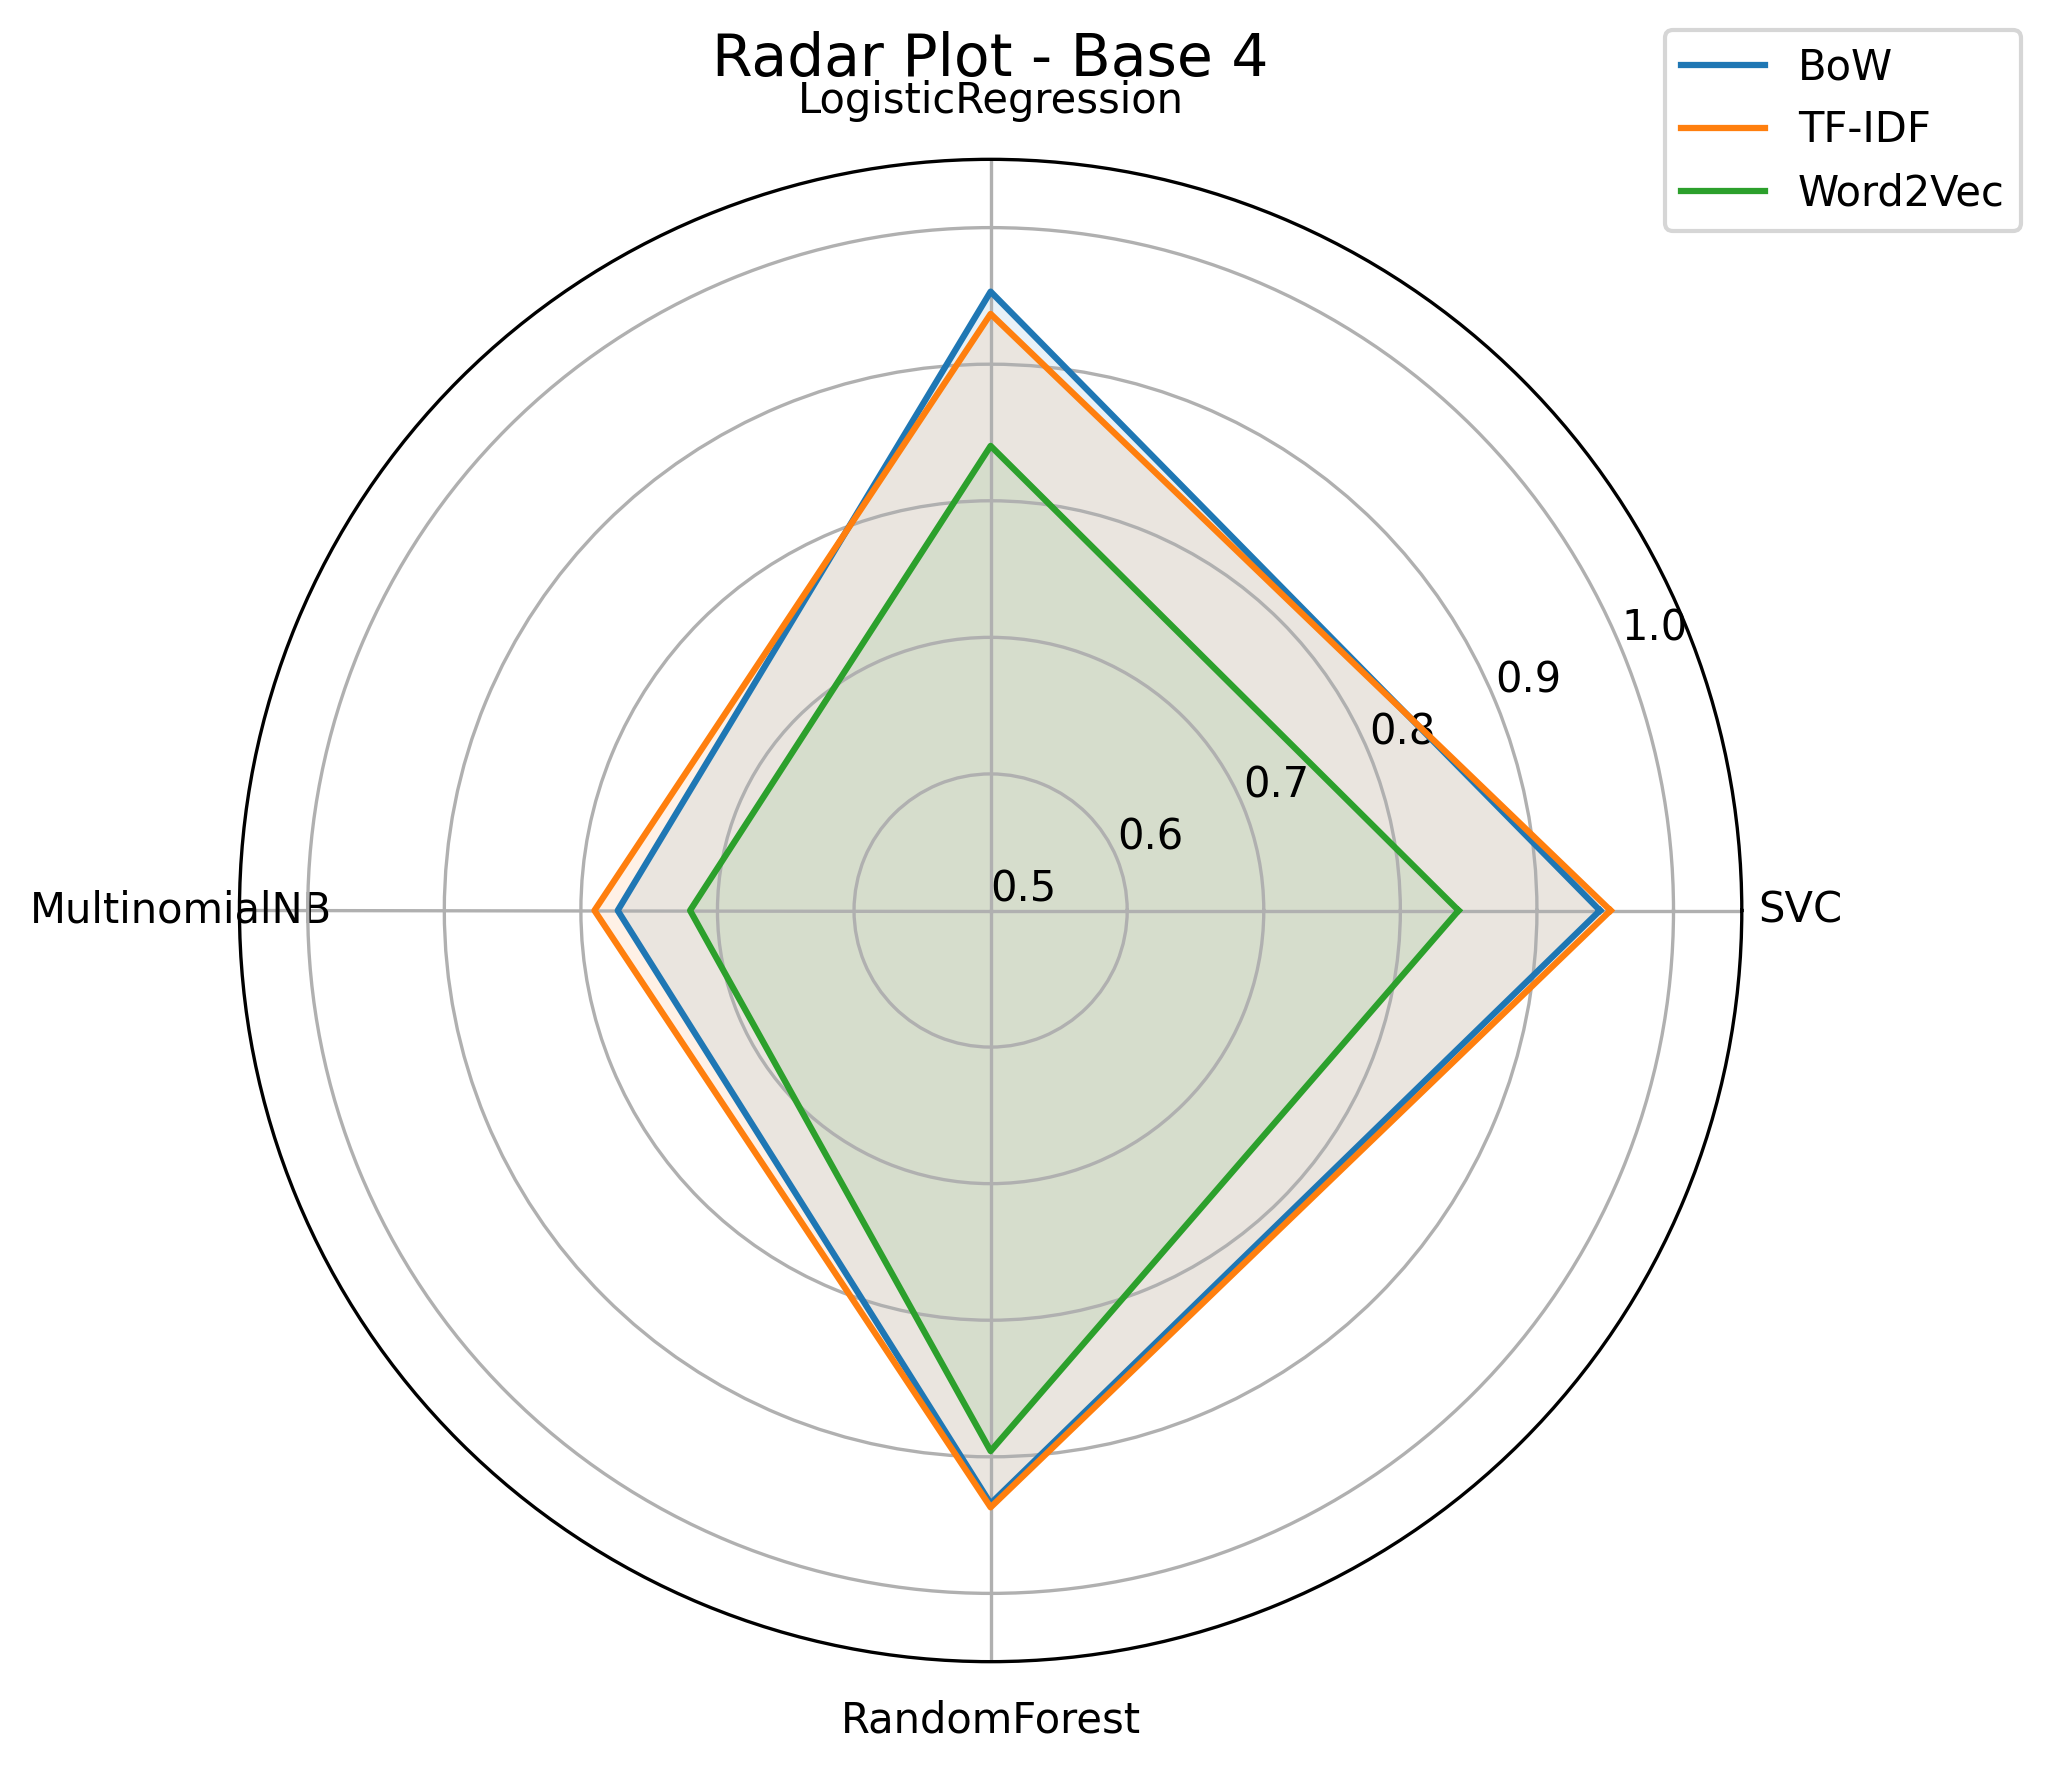 Radar Plot - Base 4
LogisticRegression
BoW
TF-IDF
Word2Vec
1.0
0.9
0.8
0.7
0.6
0.5
MultinomialNB
SVC
RandomForest